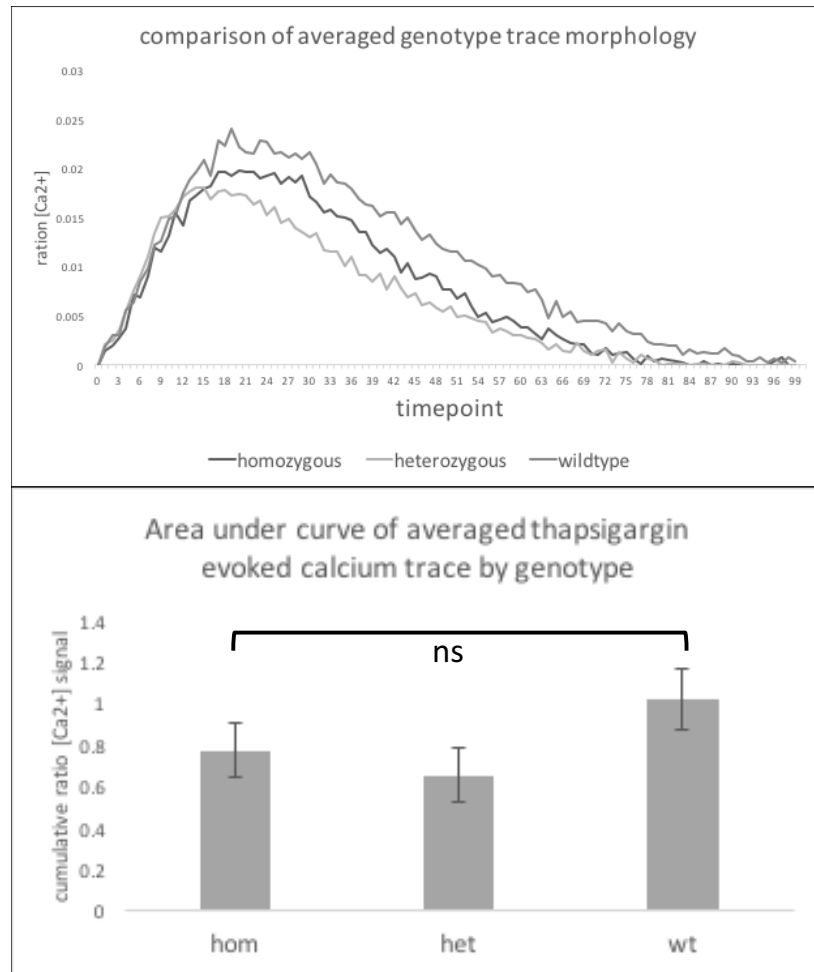 comparison of averaged genotype trace morphology
0.03
0.025
0.02
0.015
0.01
0.005
0
ration [Ca2+]
0 3 6 9 12 15 18 21 24 27 30 33 36 39 42 45 48 51 54 57 60 63 66 69 72 75 78 81 84 87 90 93 96 99
timepoint
homozygous heterozygous wildtype
Area under curve of averaged thapsigargin
evoked calcium trace by genotype
1.4
1.2
1
0.8
0.6
0.4
0.2
0
cumulative ratio [Ca2+] signal
ns
hom het wt